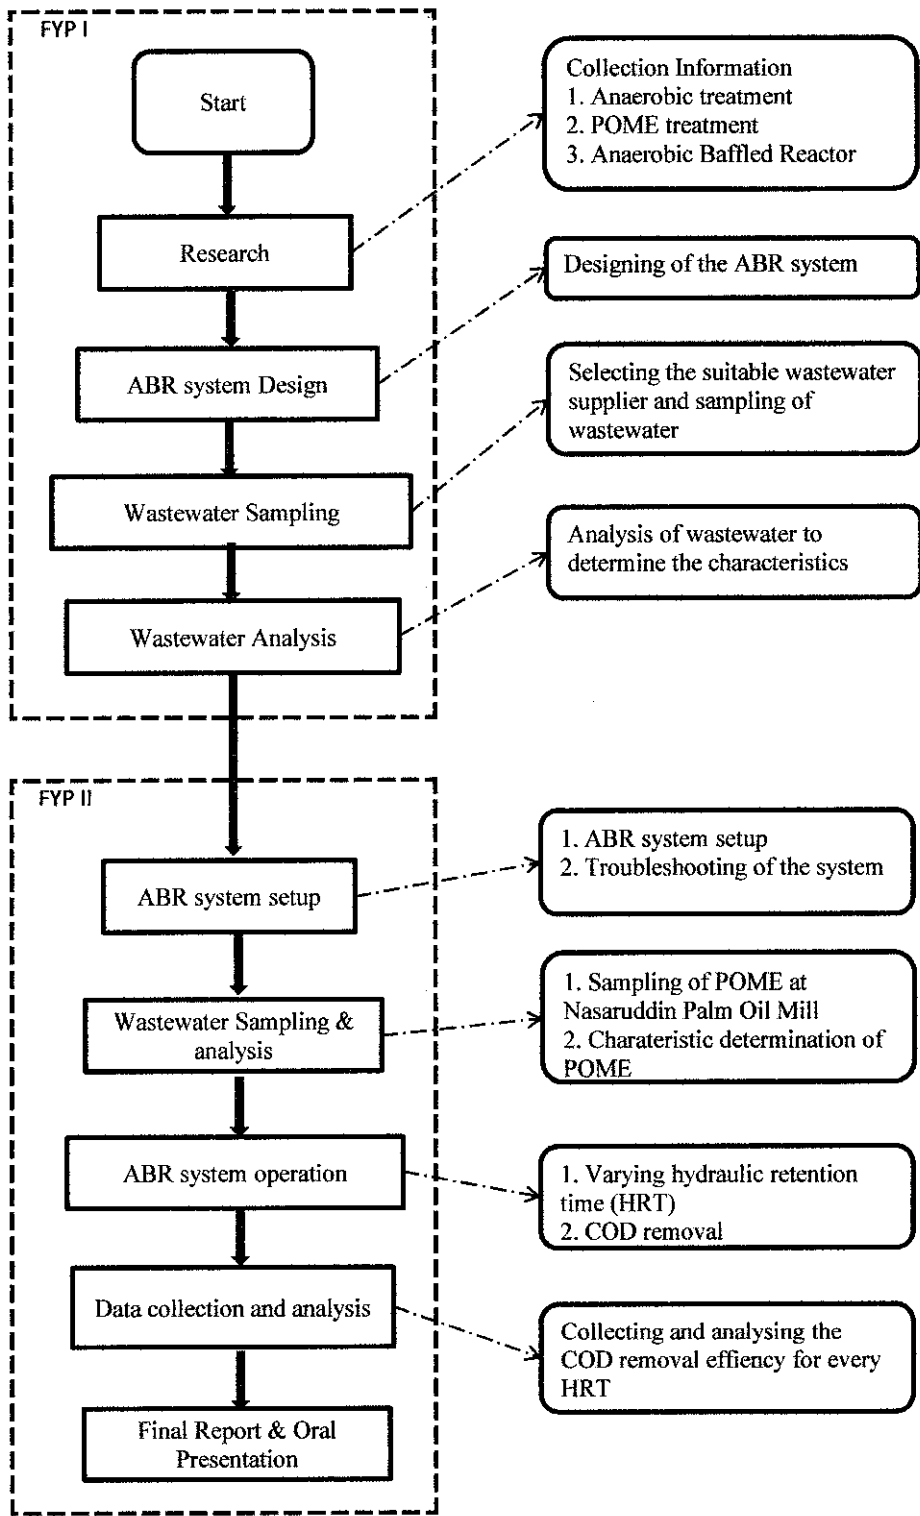 FYP I
Start
Collection Information
1. Anaerobic treatment
2. POME treatment
3. Anaerobic Baffled Reactor
Research
Designing of the ABR system
ABR system Design
Selecting the suitable wastewater
supplier and sampling of
wastewater
Wastewater Sampling
Analysis of wastewater to
determine the characteristics
Wastewater Analysis
FYP II
1. ABR system setup
2. Troubleshooting of the system
ABR system setup
1. Sampling of POME at
Nasaruddin Palm Oil Mill
2. Charateristic determination of
POME
Wastewater Sampling &
analysis
ABR system operation
1. Varying hydraulic retention
time (HRT)
2. COD removal
Data collection and analysis
Collecting and analysing the
COD removal effiency for every
HRT
Final Report & Oral
Presentation